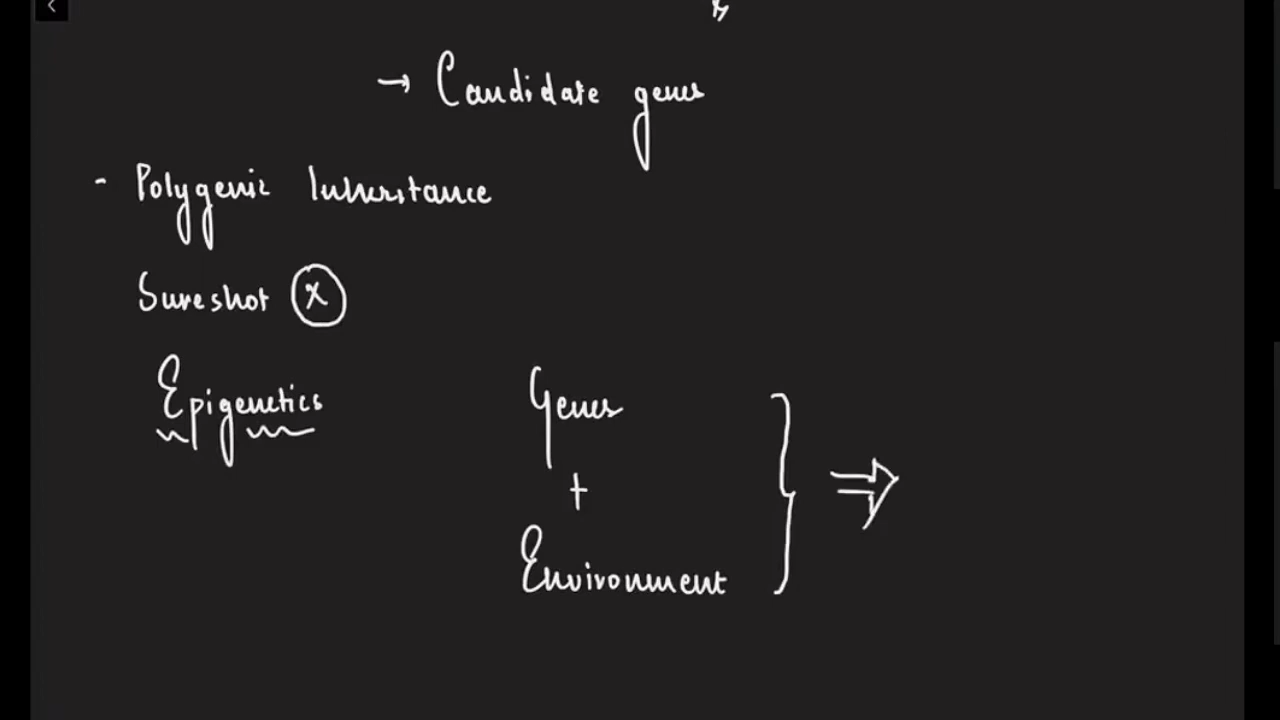 → Candidate genes
- Polygenic Inheritance
Sureshot ⓧ
Epigenetics
Genes
+
Environment
⇒